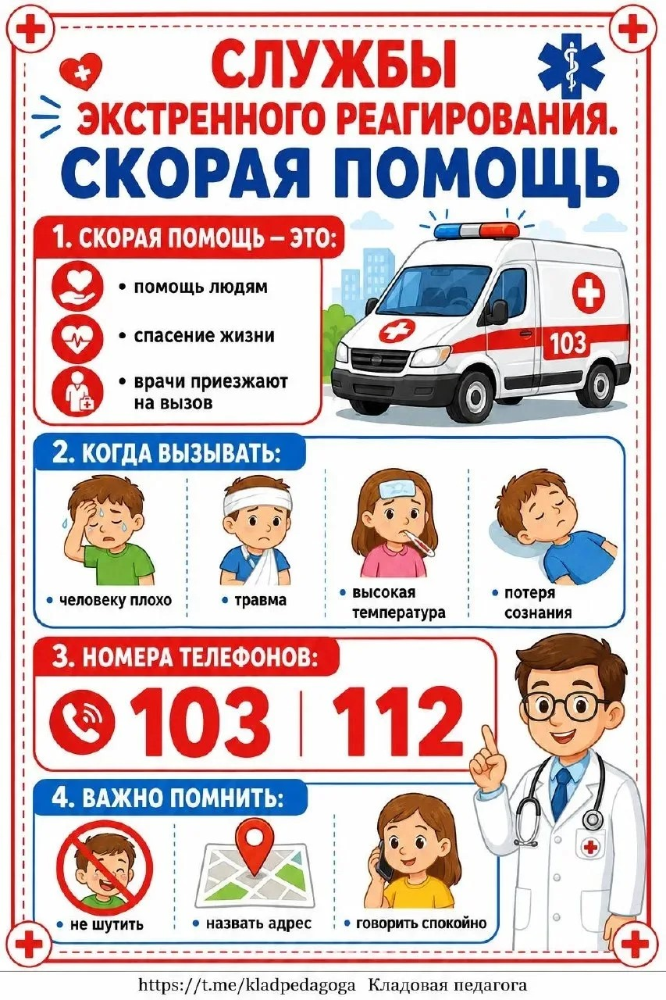 СЛУЖБЫ
ЭКСТРЕННОГО РЕАГИРОВАНИЯ.
СКОРАЯ ПОМОЩЬ
1. СКОРАЯ ПОМОЩЬ – ЭТО:
• помощь людям
• спасение жизни
• врачи приезжают
на вызов
103
2. КОГДА ВЫЗЫВАТЬ:
• человеку плохо
• травма
• высокая
температура
• потеря
сознания
3. НОМЕРА ТЕЛЕФОНОВ:
103 | 112
4. ВАЖНО ПОМНИТЬ:
• не шутить
• назвать адрес
• говорить спокойно
https://t.me/kladpedagoga Кладовая педагога